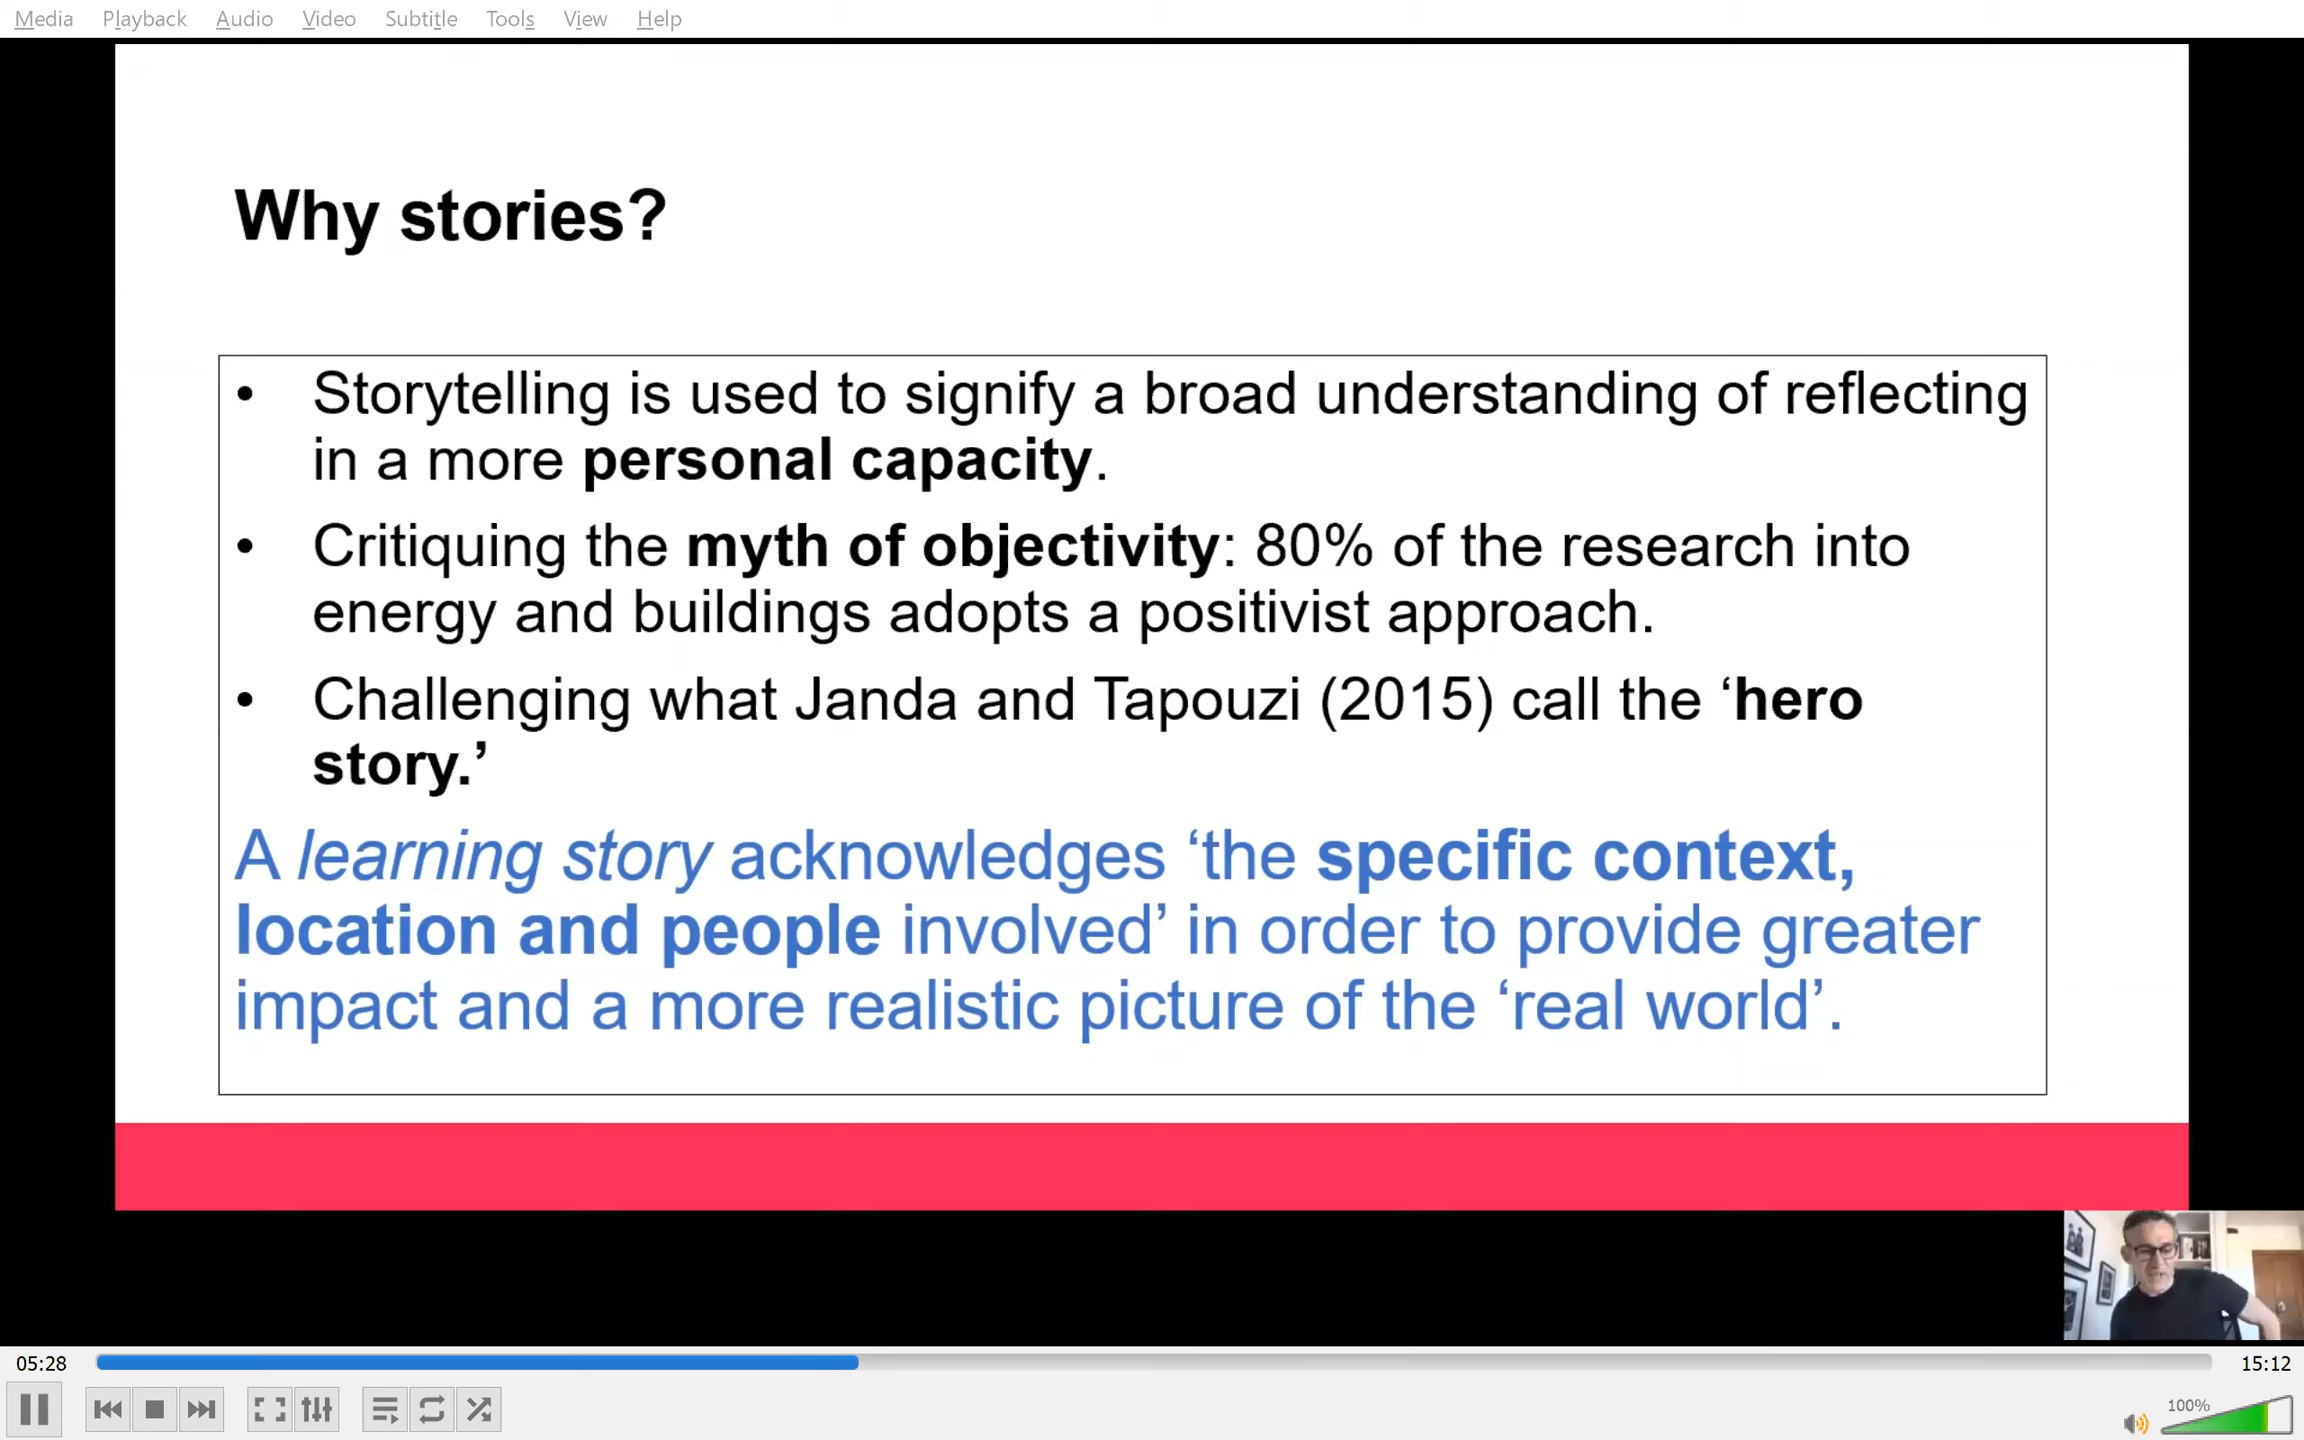 Media Playback Audio Video Subtitle Tools View Help
Why stories?
• Storytelling is used to signify a broad understanding of reflecting
in a more personal capacity.
• Critiquing the myth of objectivity: 80% of the research into
energy and buildings adopts a positivist approach.
• Challenging what Janda and Tapouzi (2015) call the ‘hero
story.’
A learning story acknowledges ‘the specific context,
location and people involved’ in order to provide greater
impact and a more realistic picture of the ‘real world’.
05:28 15:12
100%